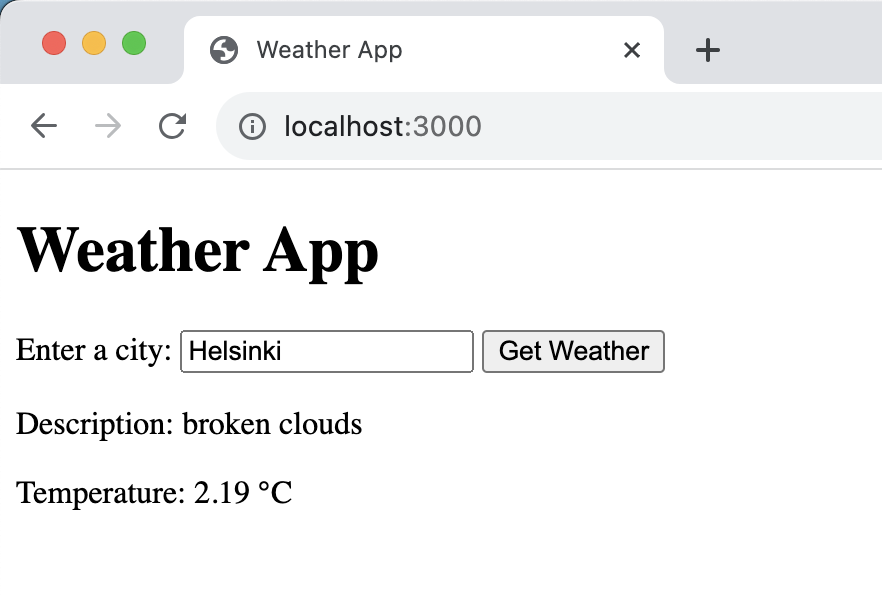 Weather App
localhost:3000
Weather App
Enter a city: Helsinki Get Weather
Description: broken clouds
Temperature: 2.19 °C